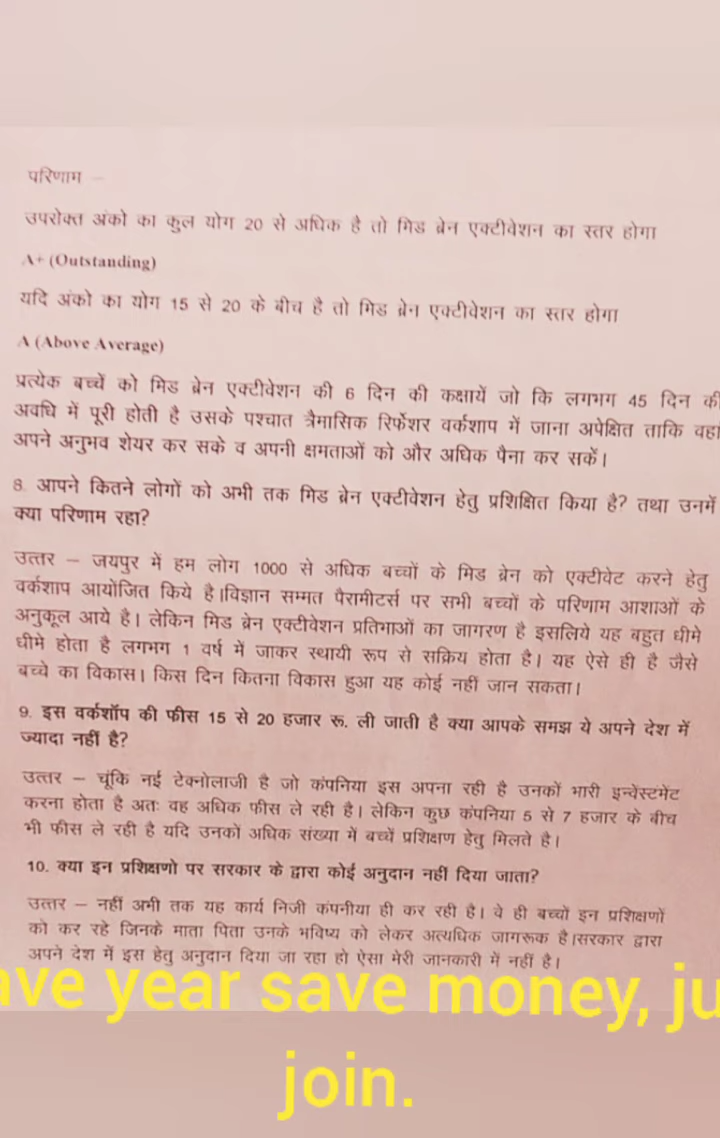 परिणाम –
उपरोक्त अंको का कुल योग 20 से अधिक है तो मिड ब्रेन एक्टीवेशन का स्तर होगा
A+ (Outstanding)
यदि अंको का योग 15 से 20 के बीच है तो मिड ब्रेन एक्टीवेशन का स्तर होगा
A (Above Average)
प्रत्येक बच्चें को मिड ब्रेन एक्टीवेशन की 6 दिन की कक्षायें जो कि लगभग 45 दिन की
अवधि में पूरी होती है उसके पश्चात त्रैमासिक रिर्फेशर वर्कशाप में जाना अपेक्षित ताकि वहा
अपने अनुभव शेयर कर सके व अपनी क्षमताओं को और अधिक पैना कर सकें।
8. आपने कितने लोगों को अभी तक मिड ब्रेन एक्टीवेशन हेतु प्रशिक्षित किया है? तथा उनमें
क्या परिणाम रहा?
उत्तर – जयपुर में हम लोग 1000 से अधिक बच्चों के मिड ब्रेन को एक्टीवेट करने हेतु
वर्कशाप आयोजित किये है।विज्ञान सम्मत पैरामीटर्स पर सभी बच्चों के परिणाम आशाओं के
अनुकूल आये है। लेकिन मिड ब्रेन एक्टीवेशन प्रतिभाओं का जागरण है इसलिये यह बहुत धीमे
धीमे होता है लगभग 1 वर्ष में जाकर स्थायी रूप से सक्रिय होता है। यह ऐसे ही है जैसे
बच्चे का विकास। किस दिन कितना विकास हुआ यह कोई नहीं जान सकता।
9. इस वर्कशॉप की फीस 15 से 20 हजार रू. ली जाती है क्या आपके समझ ये अपने देश में
ज्यादा नहीं है?
उत्तर – चूंकि नई टेक्नोलाजी है जो कंपनिया इस अपना रही है उनकों भारी इन्वेंस्टमेंट
करना होता है अतः वह अधिक फीस ले रही है। लेकिन कुछ कंपनिया 5 से 7 हजार के बीच
भी फीस ले रही है यदि उनकों अधिक संख्या में बच्चें प्रशिक्षण हेतु मिलते है।
10. क्या इन प्रशिक्षणो पर सरकार के द्वारा कोई अनुदान नहीं दिया जाता?
उत्तर – नहीं अभी तक यह कार्य निजी कंपनीया ही कर रही है। वे ही बच्चों इन प्रशिक्षणों
को कर रहे जिनके माता पिता उनके भविष्य को लेकर अत्यधिक जागरूक है।सरकार द्वारा
अपने देश में इस हेतु अनुदान दिया जा रहा हो ऐसा मेरी जानकारी में नहीं है।
ave year save money, ju
join.